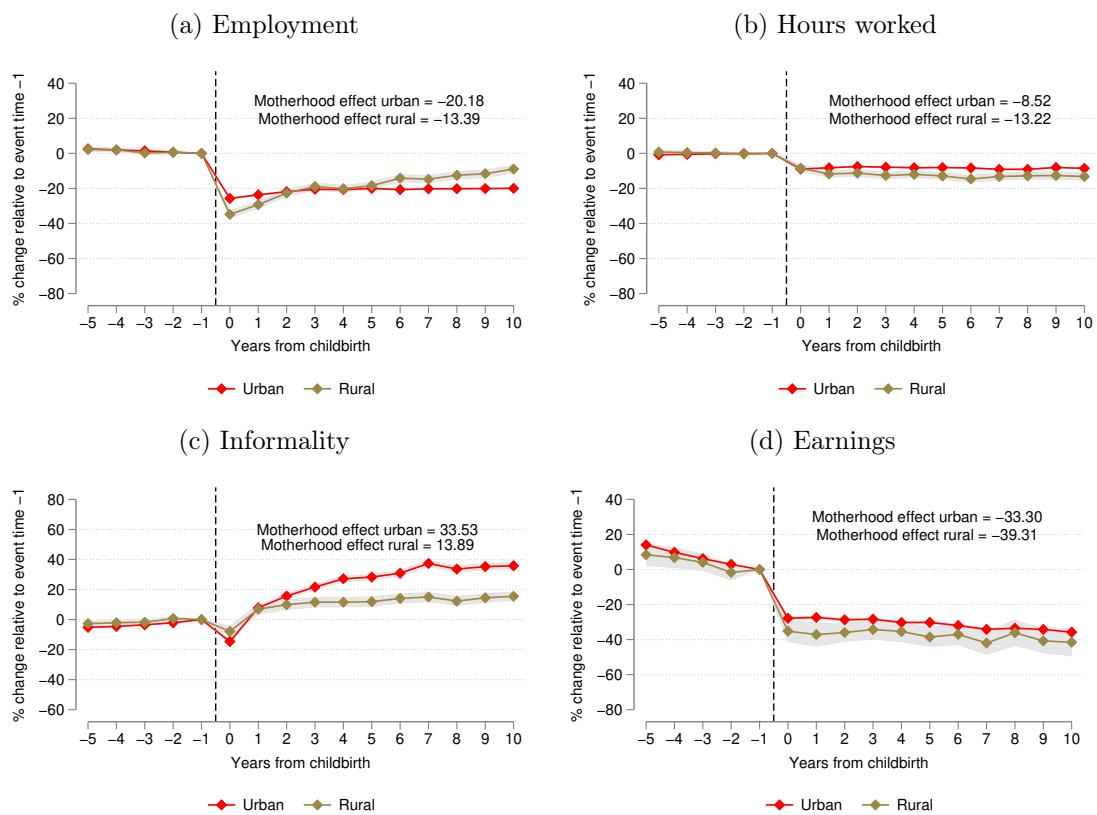 (a) Employment
% change relative to event time −1
40
20
0
−20
−40
−60
−80
Motherhood effect urban = −20.18
Motherhood effect rural = −13.39
−5 −4 −3 −2 −1 0 1 2 3 4 5 6 7 8 9 10
Years from childbirth
Urban Rural
(b) Hours worked
% change relative to event time −1
40
20
0
−20
−40
−60
−80
Motherhood effect urban = −8.52
Motherhood effect rural = −13.22
−5 −4 −3 −2 −1 0 1 2 3 4 5 6 7 8 9 10
Years from childbirth
Urban Rural
(c) Informality
% change relative to event time −1
80
60
40
20
0
−20
−40
−60
Motherhood effect urban = 33.53
Motherhood effect rural = 13.89
−5 −4 −3 −2 −1 0 1 2 3 4 5 6 7 8 9 10
Years from childbirth
Urban Rural
(d) Earnings
% change relative to event time −1
40
20
0
−20
−40
−60
−80
Motherhood effect urban = −33.30
Motherhood effect rural = −39.31
−5 −4 −3 −2 −1 0 1 2 3 4 5 6 7 8 9 10
Years from childbirth
Urban Rural